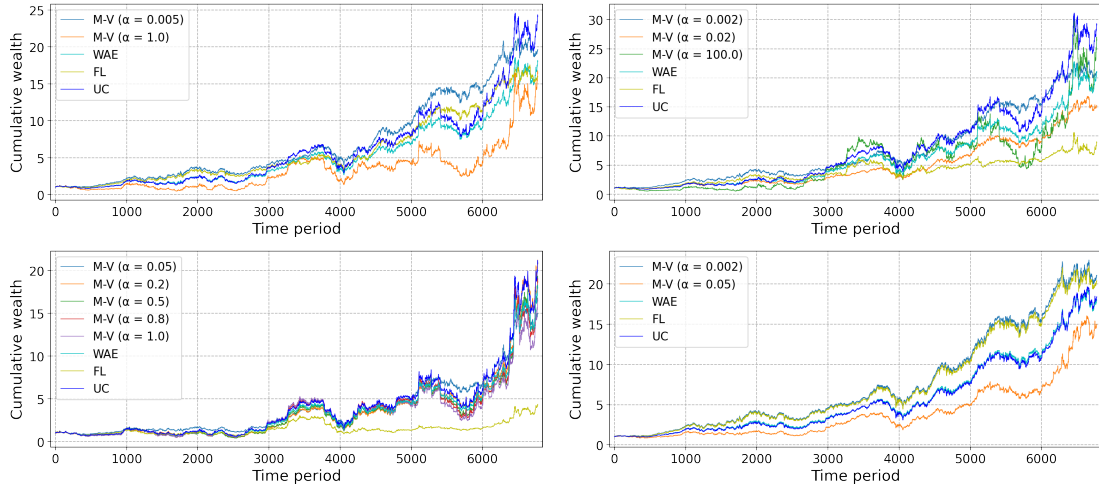 25
20
15
10
5
0
Cumulative wealth
M-V (α = 0.005)
M-V (α = 1.0)
WAE
FL
UC
0 1000 2000 3000 4000 5000 6000
Time period
30
25
20
15
10
5
0
Cumulative wealth
M-V (α = 0.002)
M-V (α = 0.02)
M-V (α = 100.0)
WAE
FL
UC
0 1000 2000 3000 4000 5000 6000
Time period
20
15
10
5
0
Cumulative wealth
M-V (α = 0.05)
M-V (α = 0.2)
M-V (α = 0.5)
M-V (α = 0.8)
M-V (α = 1.0)
WAE
FL
UC
0 1000 2000 3000 4000 5000 6000
Time period
20
15
10
5
0
Cumulative wealth
M-V (α = 0.002)
M-V (α = 0.05)
WAE
FL
UC
0 1000 2000 3000 4000 5000 6000
Time period